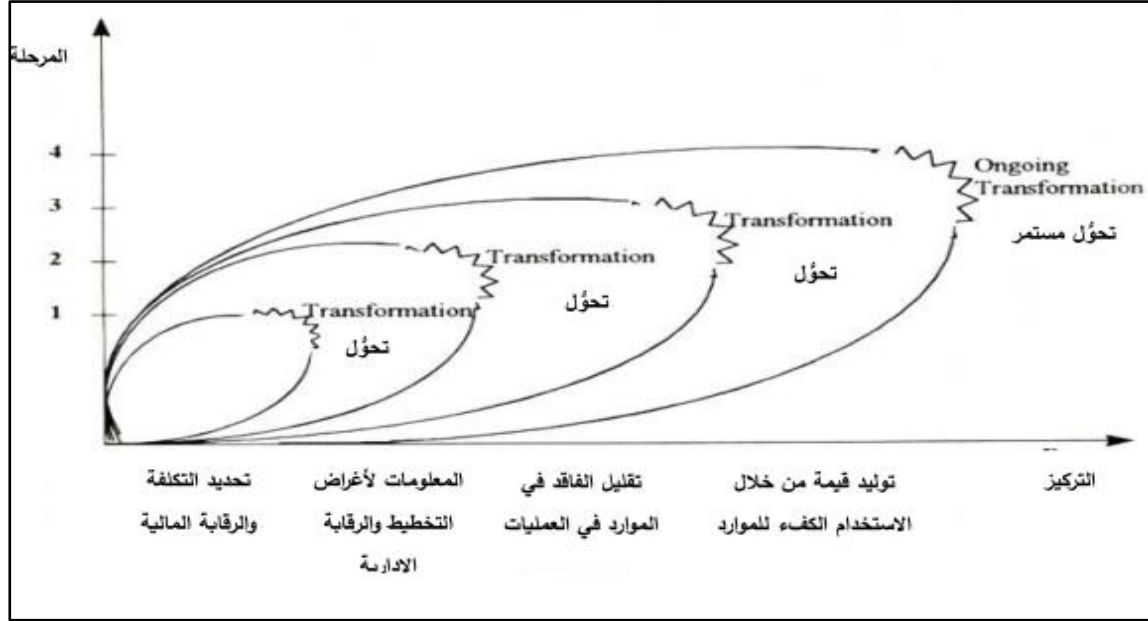 المرحلة
4
3
2
1
Ongoing
Transformation
تحوُّل مستمر
Transformation
تحوُّل
Transformation
تحوُّل
Transformation
تحوُّل
التركيز
تحديد التكلفة
والرقابة المالية
المعلومات لأغراض
التخطيط والرقابة
الادارية
تقليل الفاقد في
الموارد في العمليات
توليد قيمة من خلال
الاستخدام الكفء للموارد